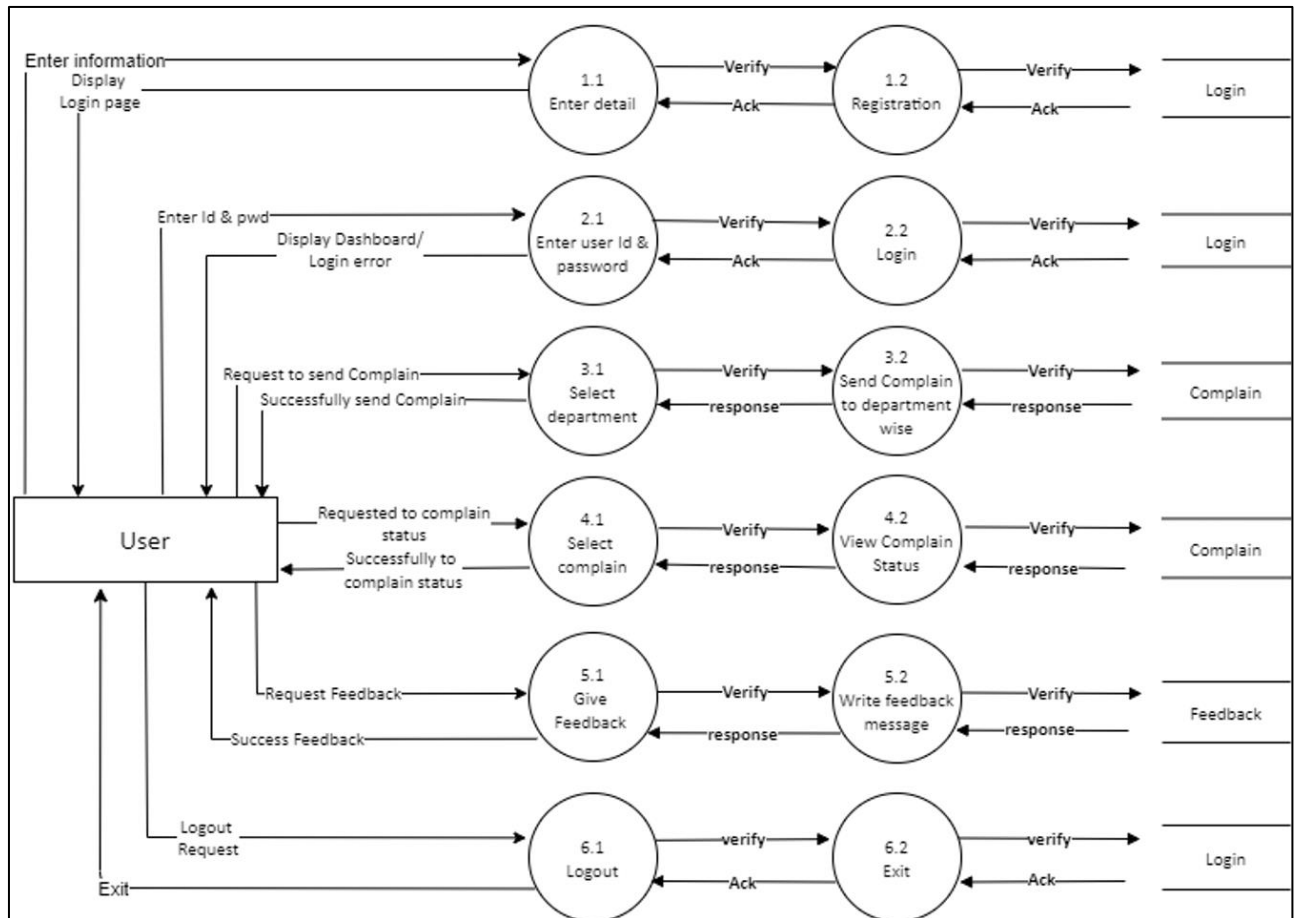 Enter information
Display
Login page
1.1
Enter detail
Verify
Ack
1.2
Registration
Verify
Ack
Login
Enter Id & pwd
Display Dashboard/
Login error
2.1
Enter user Id &
password
Verify
Ack
2.2
Login
Verify
Ack
Login
Request to send Complain
Successfully send Complain
3.1
Select
department
Verify
response
3.2
Send Complain
to department
wise
Verify
response
Complain
User
Requested to complain
status
Successfully to
complain status
4.1
Select
complain
Verify
response
4.2
View Complain
Status
Verify
response
Complain
Request Feedback
Success Feedback
5.1
Give
Feedback
Verify
response
5.2
Write feedback
message
Verify
response
Feedback
Logout
Request
Exit
6.1
Logout
verify
Ack
6.2
Exit
verify
Ack
Login